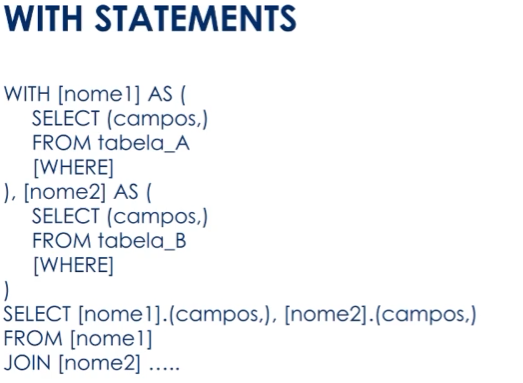 WITH STATEMENTS
WITH [nome1] AS (
SELECT (campos,)
FROM tabela_A
[WHERE]
), [nome2] AS (
SELECT (campos,)
FROM tabela_B
[WHERE]
)
SELECT [nome1].(campos,), [nome2].(campos,)
FROM [nome1]
JOIN [nome2] .....